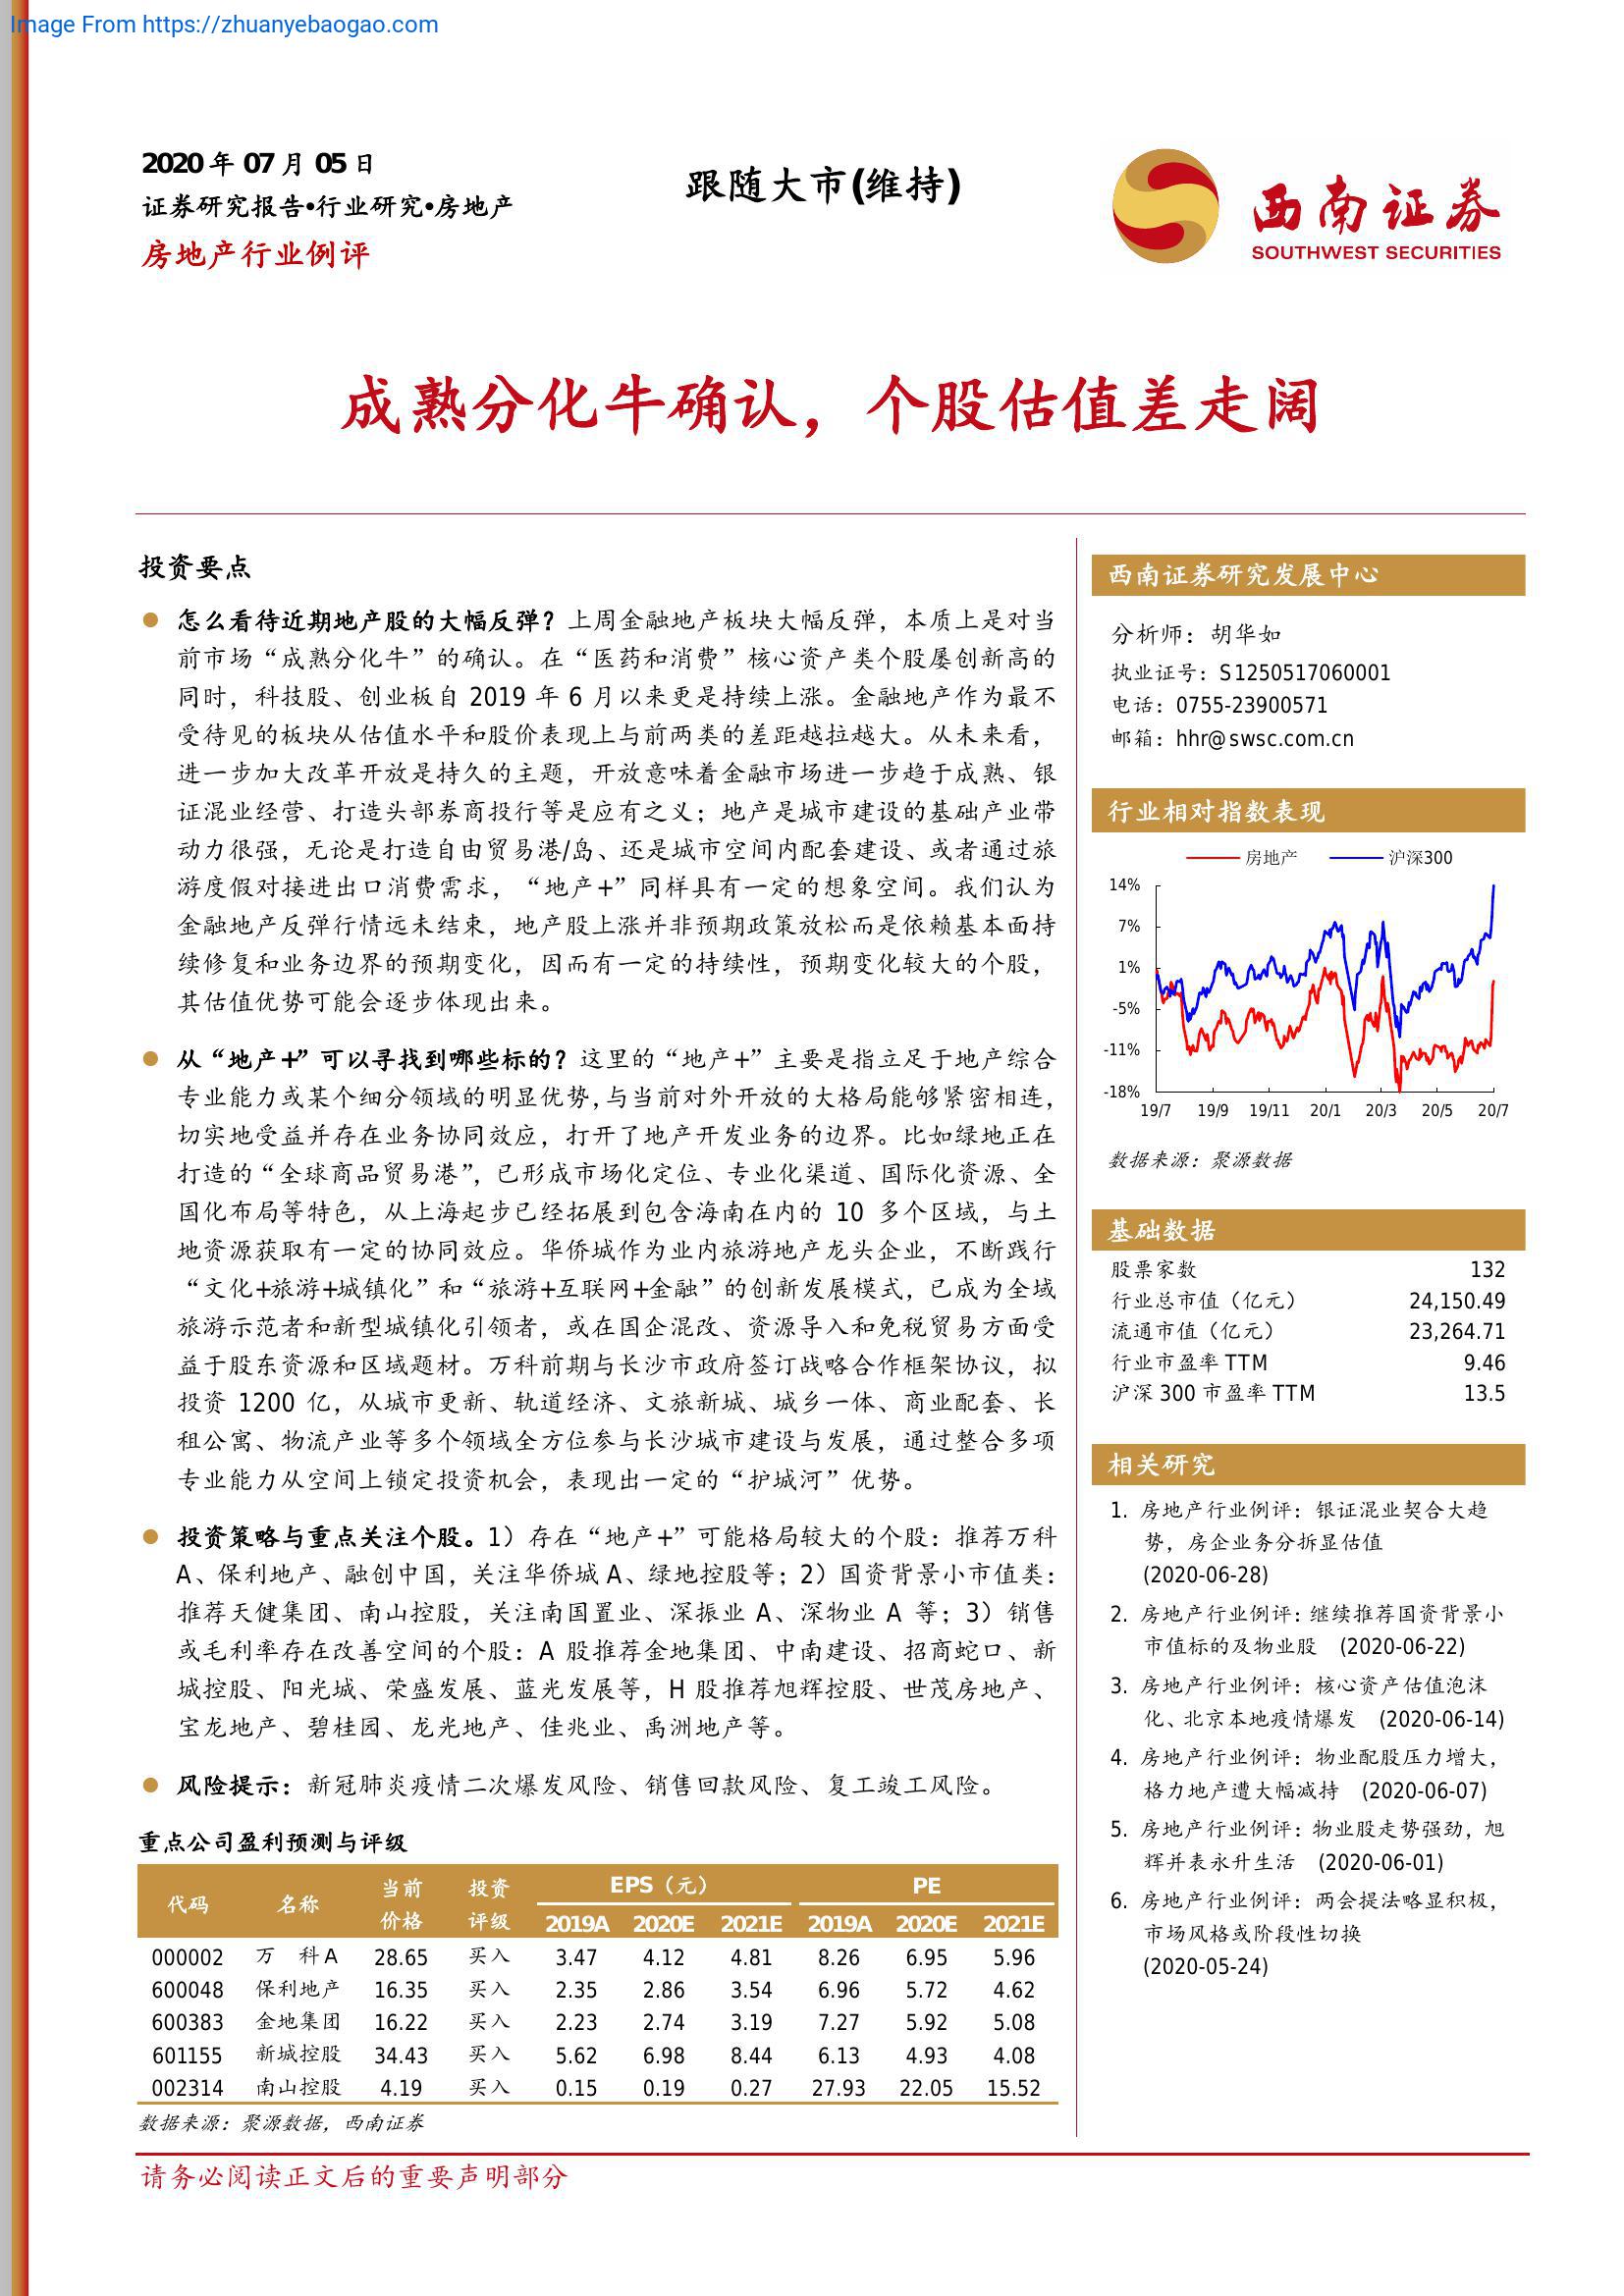 Image From https://zhuanyebaogao.com
2020 年 07 月 05 日
证券研究报告•行业研究•房地产
房地产行业例评
跟随大市(维持)
西南证券
SOUTHWEST SECURITIES
成熟分化牛确认，个股估值差走阔
投资要点
● 怎么看待近期地产股的大幅反弹？上周金融地产板块大幅反弹，本质上是对当
前市场“成熟分化牛”的确认。在“医药和消费”核心资产类个股屡创新高的
同时，科技股、创业板自 2019 年 6 月以来更是持续上涨。金融地产作为最不
受待见的板块从估值水平和股价表现上与前两类的差距越拉越大。从未来看，
进一步加大改革开放是持久的主题，开放意味着金融市场进一步趋于成熟、银
证混业经营、打造头部券商投行等是应有之义；地产是城市建设的基础产业带
动力很强，无论是打造自由贸易港/岛、还是城市空间内配套建设、或者通过旅
游度假对接进出口消费需求，“地产+”同样具有一定的想象空间。我们认为
金融地产反弹行情远未结束，地产股上涨并非预期政策放松而是依赖基本面持
续修复和业务边界的预期变化，因而有一定的持续性，预期变化较大的个股，
其估值优势可能会逐步体现出来。
● 从“地产+”可以寻找到哪些标的？这里的“地产+”主要是指立足于地产综合
专业能力或某个细分领域的明显优势，与当前对外开放的大格局能够紧密相连，
切实地受益并存在业务协同效应，打开了地产开发业务的边界。比如绿地正在
打造的“全球商品贸易港”，已形成市场化定位、专业化渠道、国际化资源、全
国化布局等特色，从上海起步已经拓展到包含海南在内的 10 多个区域，与土
地资源获取有一定的协同效应。华侨城作为业内旅游地产龙头企业，不断践行
“文化+旅游+城镇化”和“旅游+互联网+金融”的创新发展模式，已成为全域
旅游示范者和新型城镇化引领者，或在国企混改、资源导入和免税贸易方面受
益于股东资源和区域题材。万科前期与长沙市政府签订战略合作框架协议，拟
投资 1200 亿，从城市更新、轨道经济、文旅新城、城乡一体、商业配套、长
租公寓、物流产业等多个领域全方位参与长沙城市建设与发展，通过整合多项
专业能力从空间上锁定投资机会，表现出一定的“护城河”优势。
● 投资策略与重点关注个股。1）存在“地产+”可能格局较大的个股：推荐万科
A、保利地产、融创中国，关注华侨城 A、绿地控股等；2）国资背景小市值类：
推荐天健集团、南山控股，关注南国置业、深振业 A、深物业 A 等；3）销售
或毛利率存在改善空间的个股：A 股推荐金地集团、中南建设、招商蛇口、新
城控股、阳光城、荣盛发展、蓝光发展等，H 股推荐旭辉控股、世茂房地产、
宝龙地产、碧桂园、龙光地产、佳兆业、禹洲地产等。
● 风险提示：新冠肺炎疫情二次爆发风险、销售回款风险、复工竣工风险。
重点公司盈利预测与评级
代码 名称 当前价格 投资评级 EPS（元） PE
2019A 2020E 2021E 2019A 2020E 2021E
000002 万 科A 28.65 买入 3.47 4.12 4.81 8.26 6.95 5.96
600048 保利地产 16.35 买入 2.35 2.86 3.54 6.96 5.72 4.62
600383 金地集团 16.22 买入 2.23 2.74 3.19 7.27 5.92 5.08
601155 新城控股 34.43 买入 5.62 6.98 8.44 6.13 4.93 4.08
002314 南山控股 4.19 买入 0.15 0.19 0.27 27.93 22.05 15.52
数据来源：聚源数据，西南证券
西南证券研究发展中心
分析师：胡华如
执业证号：S1250517060001
电话：0755-23900571
邮箱：hhr@swsc.com.cn
行业相对指数表现
房地产 沪深300
14%
7%
1%
-5%
-11%
-18%
19/7 19/9 19/11 20/1 20/3 20/5 20/7
数据来源：聚源数据
基础数据
股票家数 132
行业总市值（亿元） 24,150.49
流通市值（亿元） 23,264.71
行业市盈率 TTM 9.46
沪深 300 市盈率 TTM 13.5
相关研究
1. 房地产行业例评：银证混业契合大趋
势，房企业务分拆显估值
(2020-06-28)
2. 房地产行业例评：继续推荐国资背景小
市值标的及物业股 (2020-06-22)
3. 房地产行业例评：核心资产估值泡沫
化、北京本地疫情爆发 (2020-06-14)
4. 房地产行业例评：物业配股压力增大，
格力地产遭大幅减持 (2020-06-07)
5. 房地产行业例评：物业股走势强劲，旭
辉并表永升生活 (2020-06-01)
6. 房地产行业例评：两会提法略显积极，
市场风格或阶段性切换
(2020-05-24)
请务必阅读正文后的重要声明部分